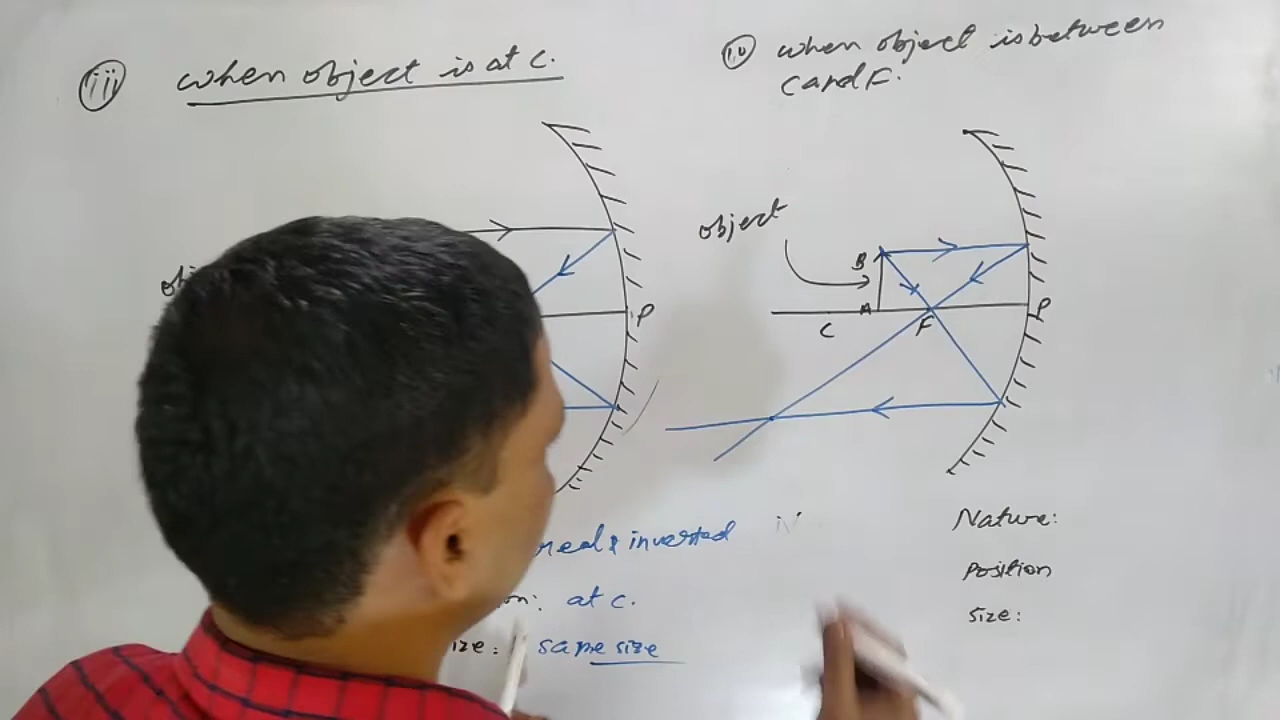 iii when object is at c.
iv when object is between
c and F.
object
B
A
C
F
P
P
real & inverted
at c.
size: same size
Nature:
Position
Size: